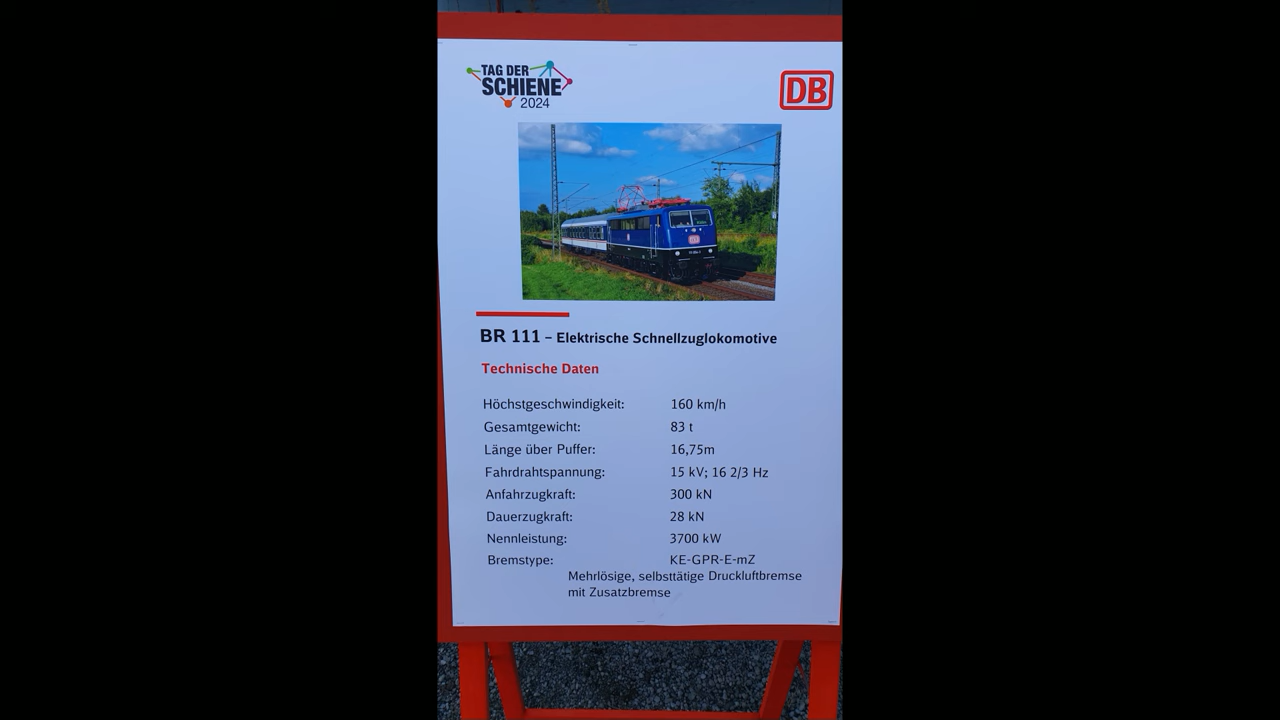 TAG DER
SCHIENE
2024
DB
BR 111 – Elektrische Schnellzuglokomotive
Technische Daten
Höchstgeschwindigkeit: 160 km/h
Gesamtgewicht: 83 t
Länge über Puffer: 16,75m
Fahrdrahtspannung: 15 kV; 16 2/3 Hz
Anfahrzugkraft: 300 kN
Dauerzugkraft: 28 kN
Nennleistung: 3700 kW
Bremstype: KE-GPR-E-mZ
Mehrlösige, selbsttätige Druckluftbremse
mit Zusatzbremse